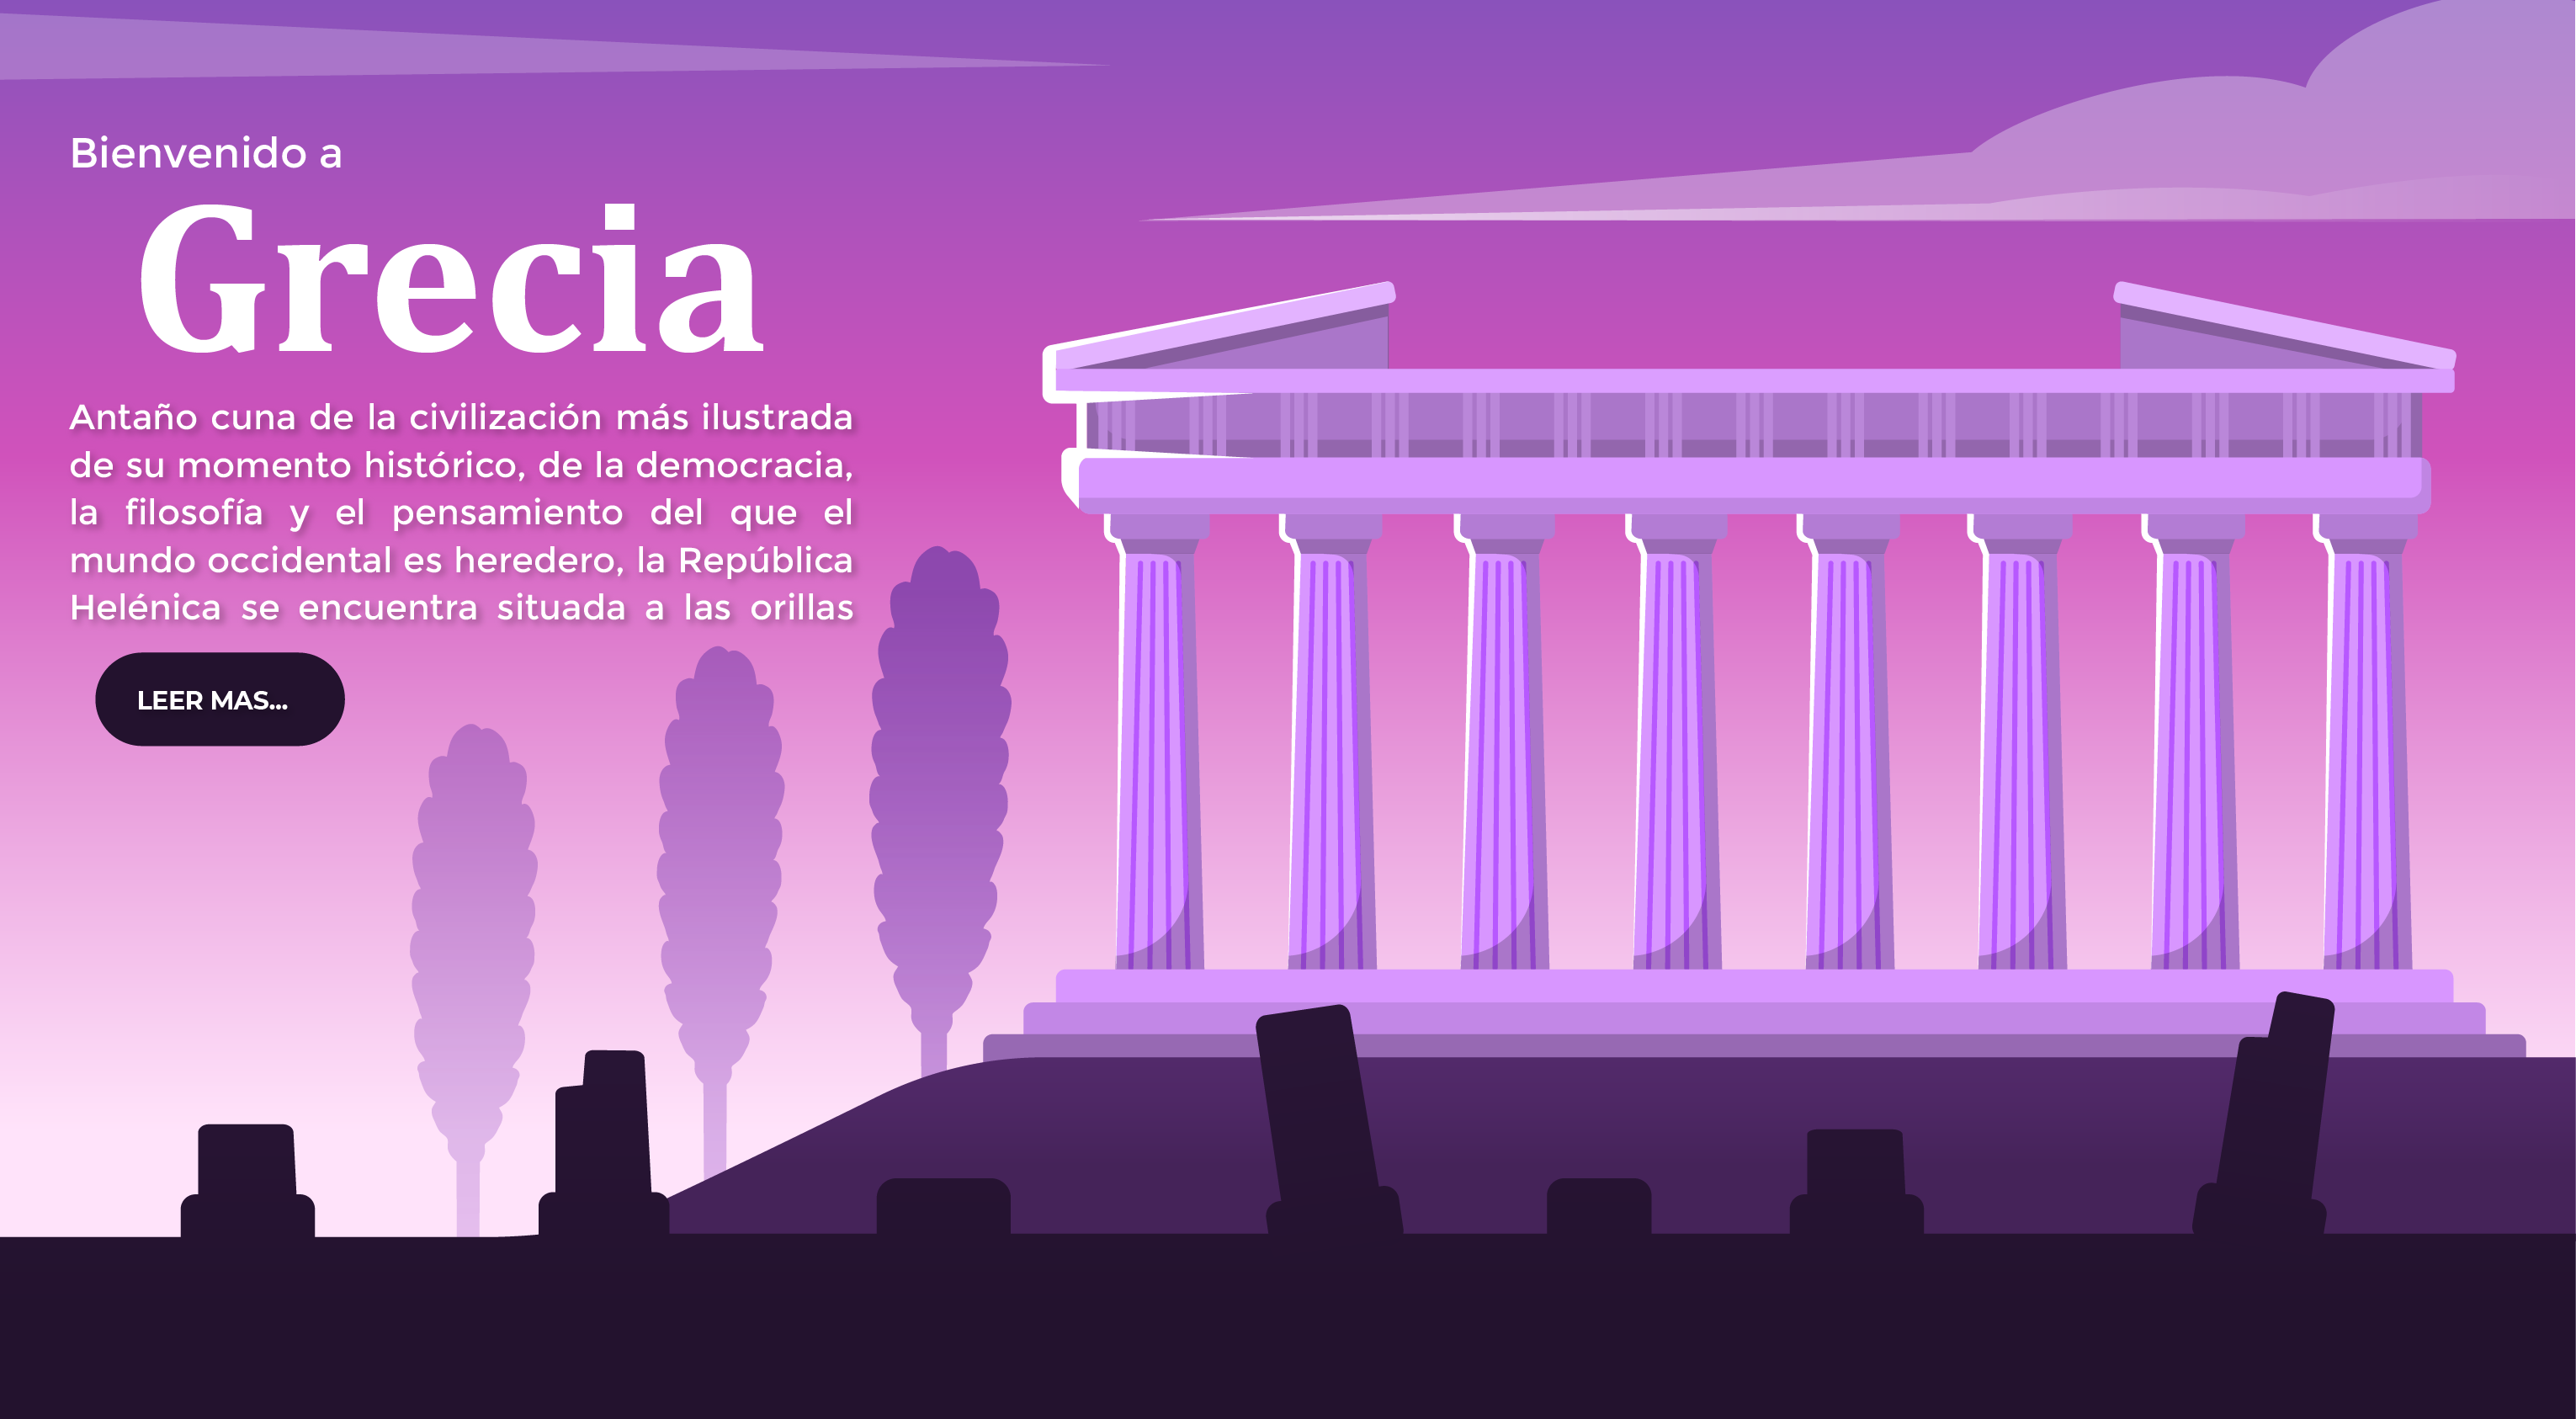 Bienvenido a
Grecia
Antaño cuna de la civilización más ilustrada
de su momento histórico, de la democracia,
la filosofía y el pensamiento del que el
mundo occidental es heredero, la República
Helénica se encuentra situada a las orillas
LEER MAS...